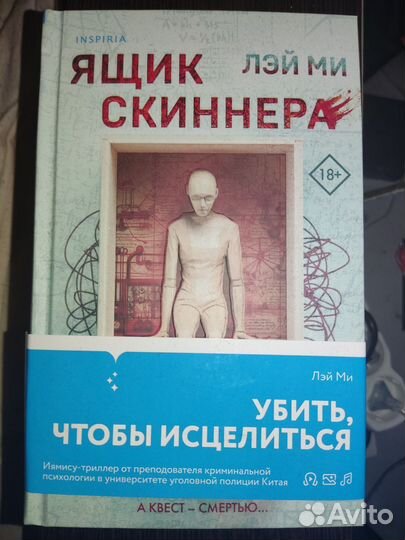 INSPIRIA
ЯЩИК ЛЭЙ МИ
СКИННЕРА
18+
Лэй Ми
УБИТЬ,
ЧТОБЫ ИСЦЕЛИТЬСЯ
Иямису-триллер от преподавателя криминальной
психологии в университете уголовной полиции Китая
А КВЕСТ – СМЕРТЬЮ...
Avito